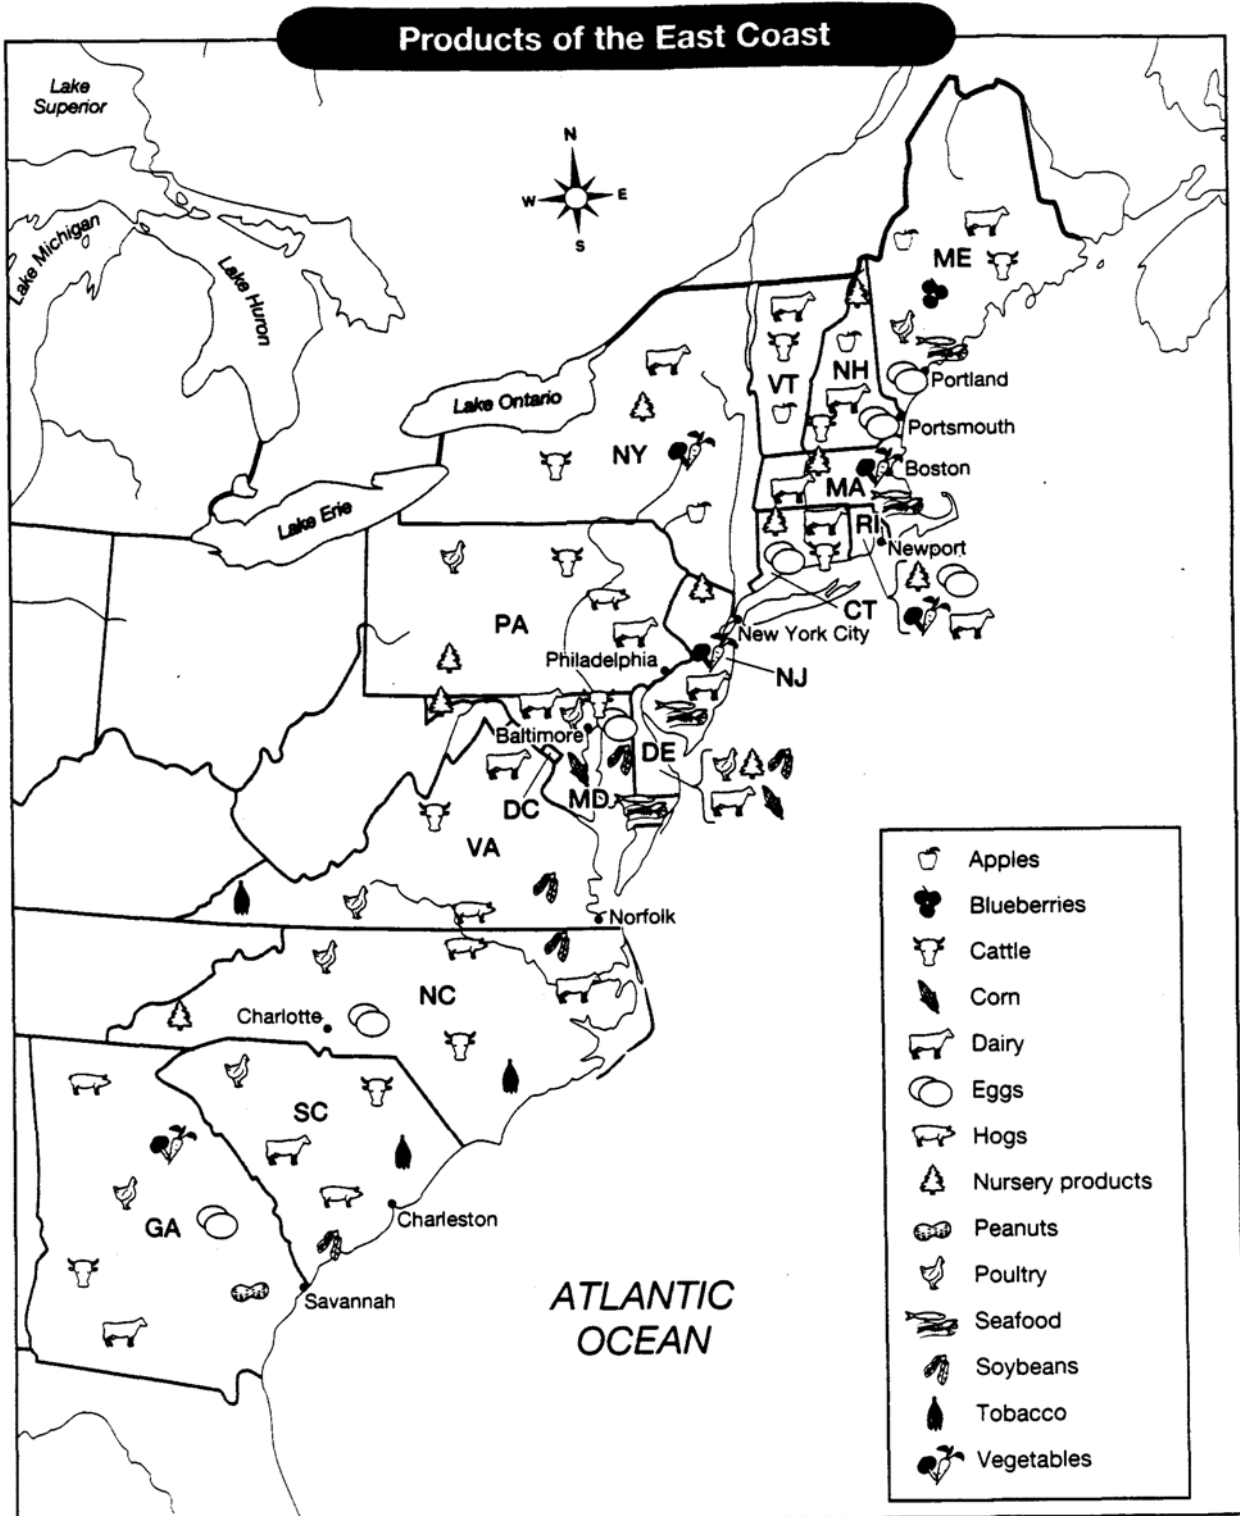 Products of the East Coast
Lake
Superior
N
W
E
S
Lake Michigan
Lake Huron
ME
Lake Ontario
VT
NH
Portland
Portsmouth
NY
Boston
MA
Lake Erie
RI
Newport
CT
PA
New York City
Philadelphia
NJ
Baltimore
DE
DC
MD
VA
Norfolk
NC
Charlotte
SC
Charleston
GA
Savannah
ATLANTIC
OCEAN
Apples
Blueberries
Cattle
Corn
Dairy
Eggs
Hogs
Nursery products
Peanuts
Poultry
Seafood
Soybeans
Tobacco
Vegetables